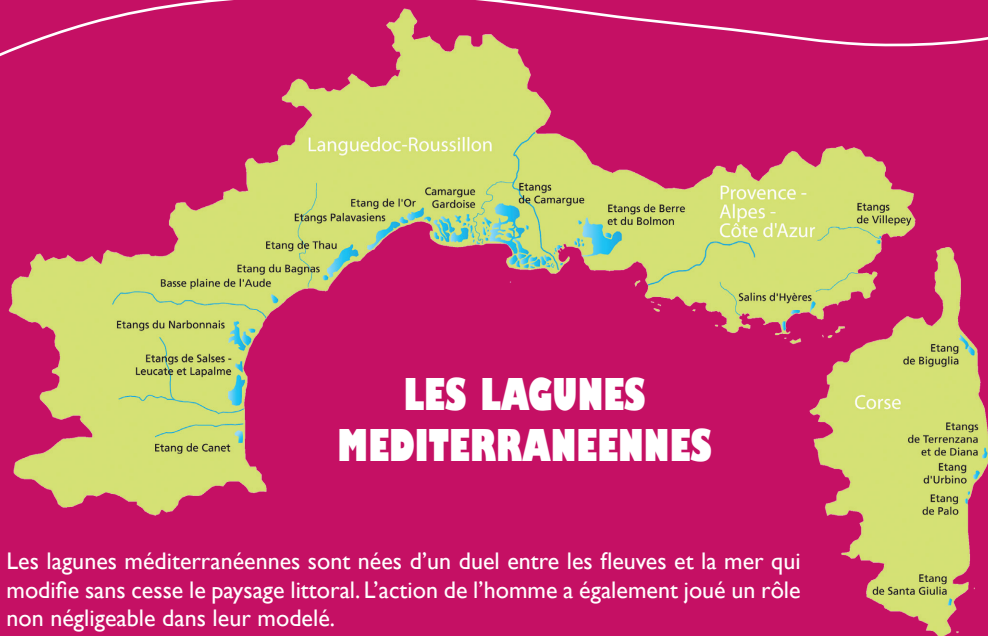 Languedoc-Roussillon
Camargue
Gardoise
Etangs
de Camargue
Etang de l'Or
Etangs Palavasiens
Etang de Thau
Etang du Bagnas
Basse plaine de l'Aude
Etangs du Narbonnais
Etangs de Salses -
Leucate et Lapalme
Etang de Canet
Etangs de Berre
et du Bolmon
Provence -
Alpes -
Côte d'Azur
Etangs
de Villepey
Salins d'Hyères
LES LAGUNES
MEDITERRANEENNES
Corse
Etang
de Biguglia
Etangs
de Terrenzana
et de Diana
Etang
d'Urbino
Etang
de Palo
Etang
de Santa Giulia
Les lagunes méditerranéennes sont nées d'un duel entre les fleuves et la mer qui
modifie sans cesse le paysage littoral. L'action de l'homme a également joué un rôle
non négligeable dans leur modelé.